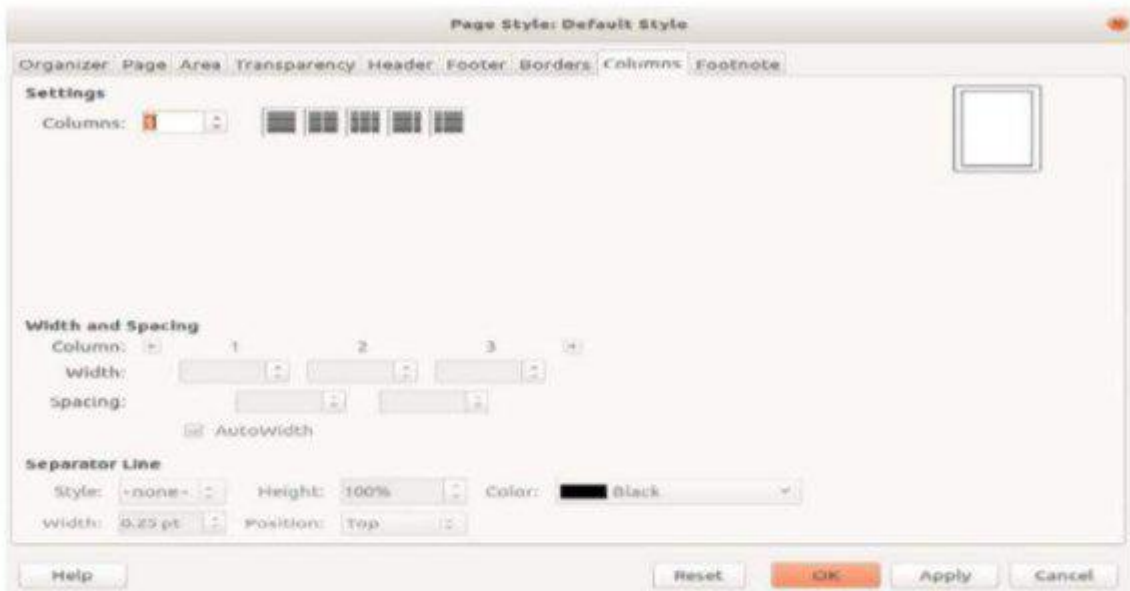 Page Style: Default Style
Organizer Page Area Transparency Header Footer Borders Columns Footnote
Settings
Columns:
Width and Spacing
Column: 1 2 3
Width:
Spacing:
AutoWidth
Separator Line
Style: -none- Height: 100% Color: Black
Width: 0.25 pt Position: Top
Help Reset OK Apply Cancel